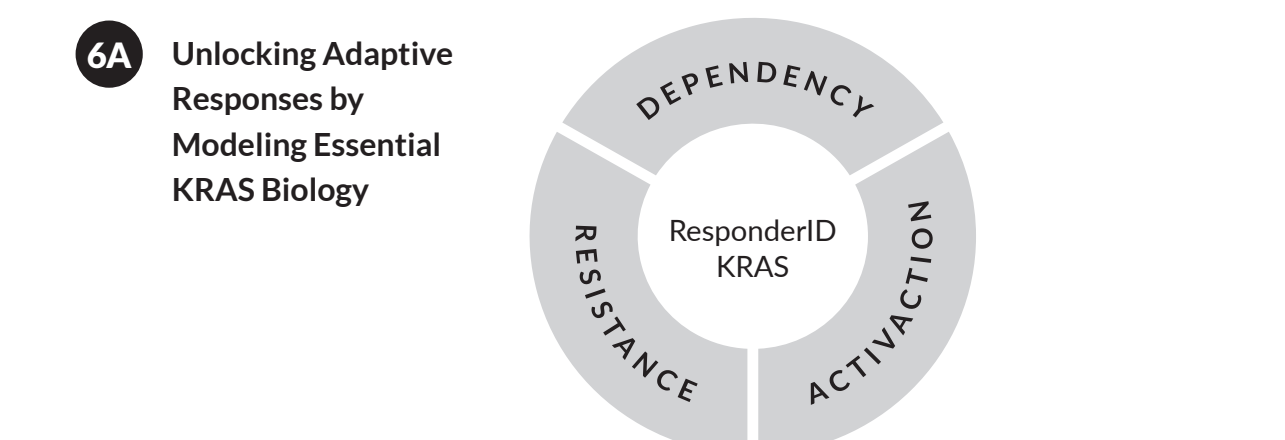 6A
Unlocking Adaptive
Responses by
Modeling Essential
KRAS Biology
DEPENDENCY
RESISTANCE
ResponderID
KRAS
ACTIVACTION